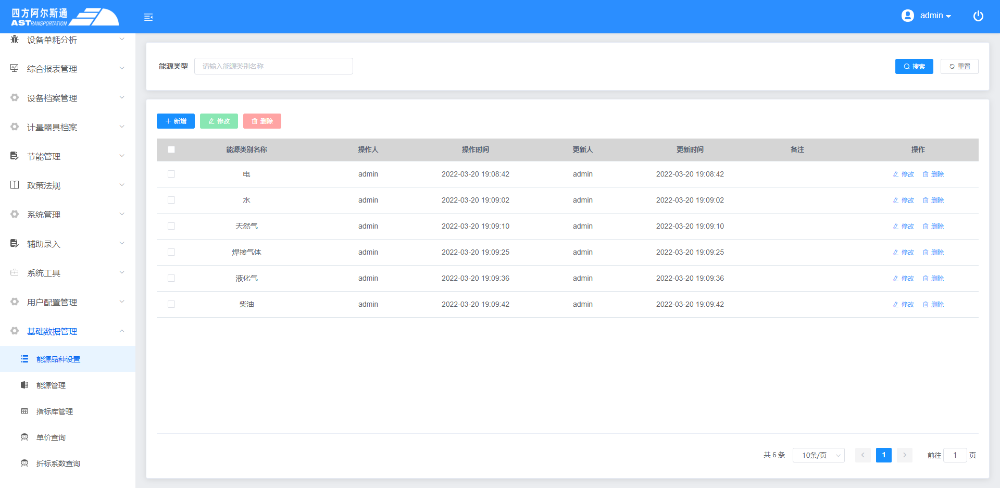 四方阿尔斯通
ASTRANSPORTATION
admin
设备单耗分析
综合报表管理
设备档案管理
计量器具档案
节能管理
政策法规
系统管理
辅助录入
系统工具
用户配置管理
基础数据管理
能源品种设置
能源管理
指标库管理
单价查询
折标系数查询
能源类型 请输入能源类别名称 搜索 重置
新增 修改 删除
能源类别名称 操作人 操作时间 更新人 更新时间 备注 操作
电 admin 2022-03-20 19:08:42 admin 2022-03-20 19:08:42 修改 删除
水 admin 2022-03-20 19:09:02 admin 2022-03-20 19:09:02 修改 删除
天然气 admin 2022-03-20 19:09:10 admin 2022-03-20 19:09:10 修改 删除
焊接气体 admin 2022-03-20 19:09:25 admin 2022-03-20 19:09:25 修改 删除
液化气 admin 2022-03-20 19:09:36 admin 2022-03-20 19:09:36 修改 删除
柴油 admin 2022-03-20 19:09:42 admin 2022-03-20 19:09:42 修改 删除
共 6 条 10条/页 1 前往 1 页